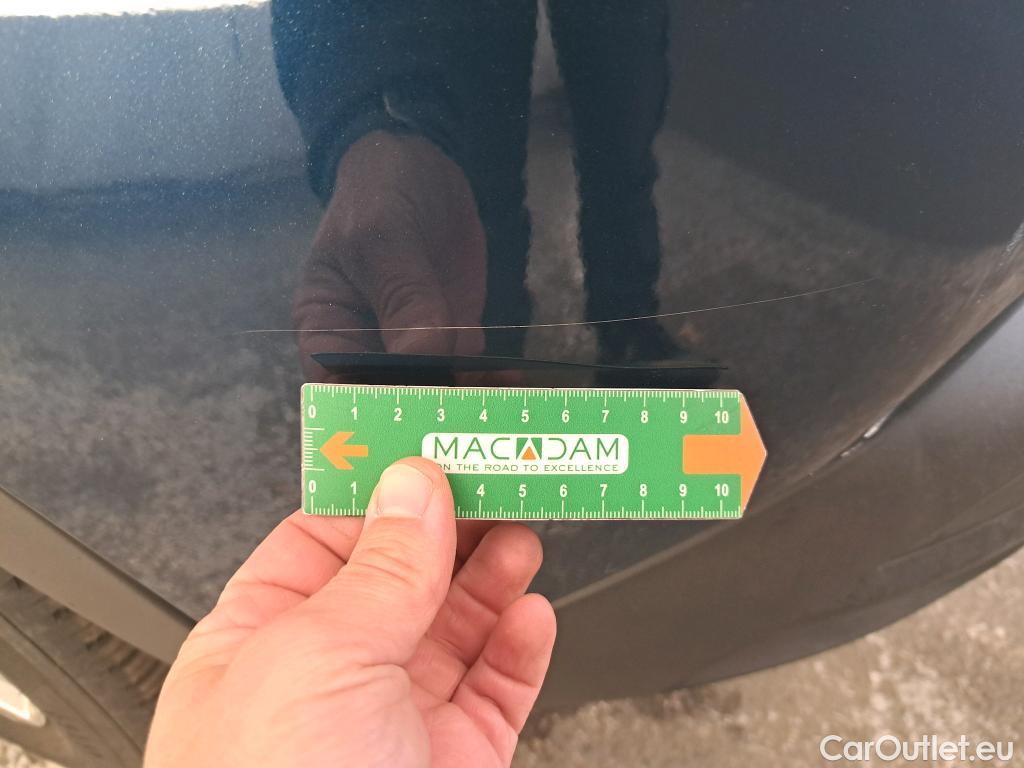 0 1 2 3 4 5 6 7 8 9 10
MACADAM
ON THE ROAD TO EXCELLENCE
0 1 4 5 6 7 8 9 10
CarOutlet.eu